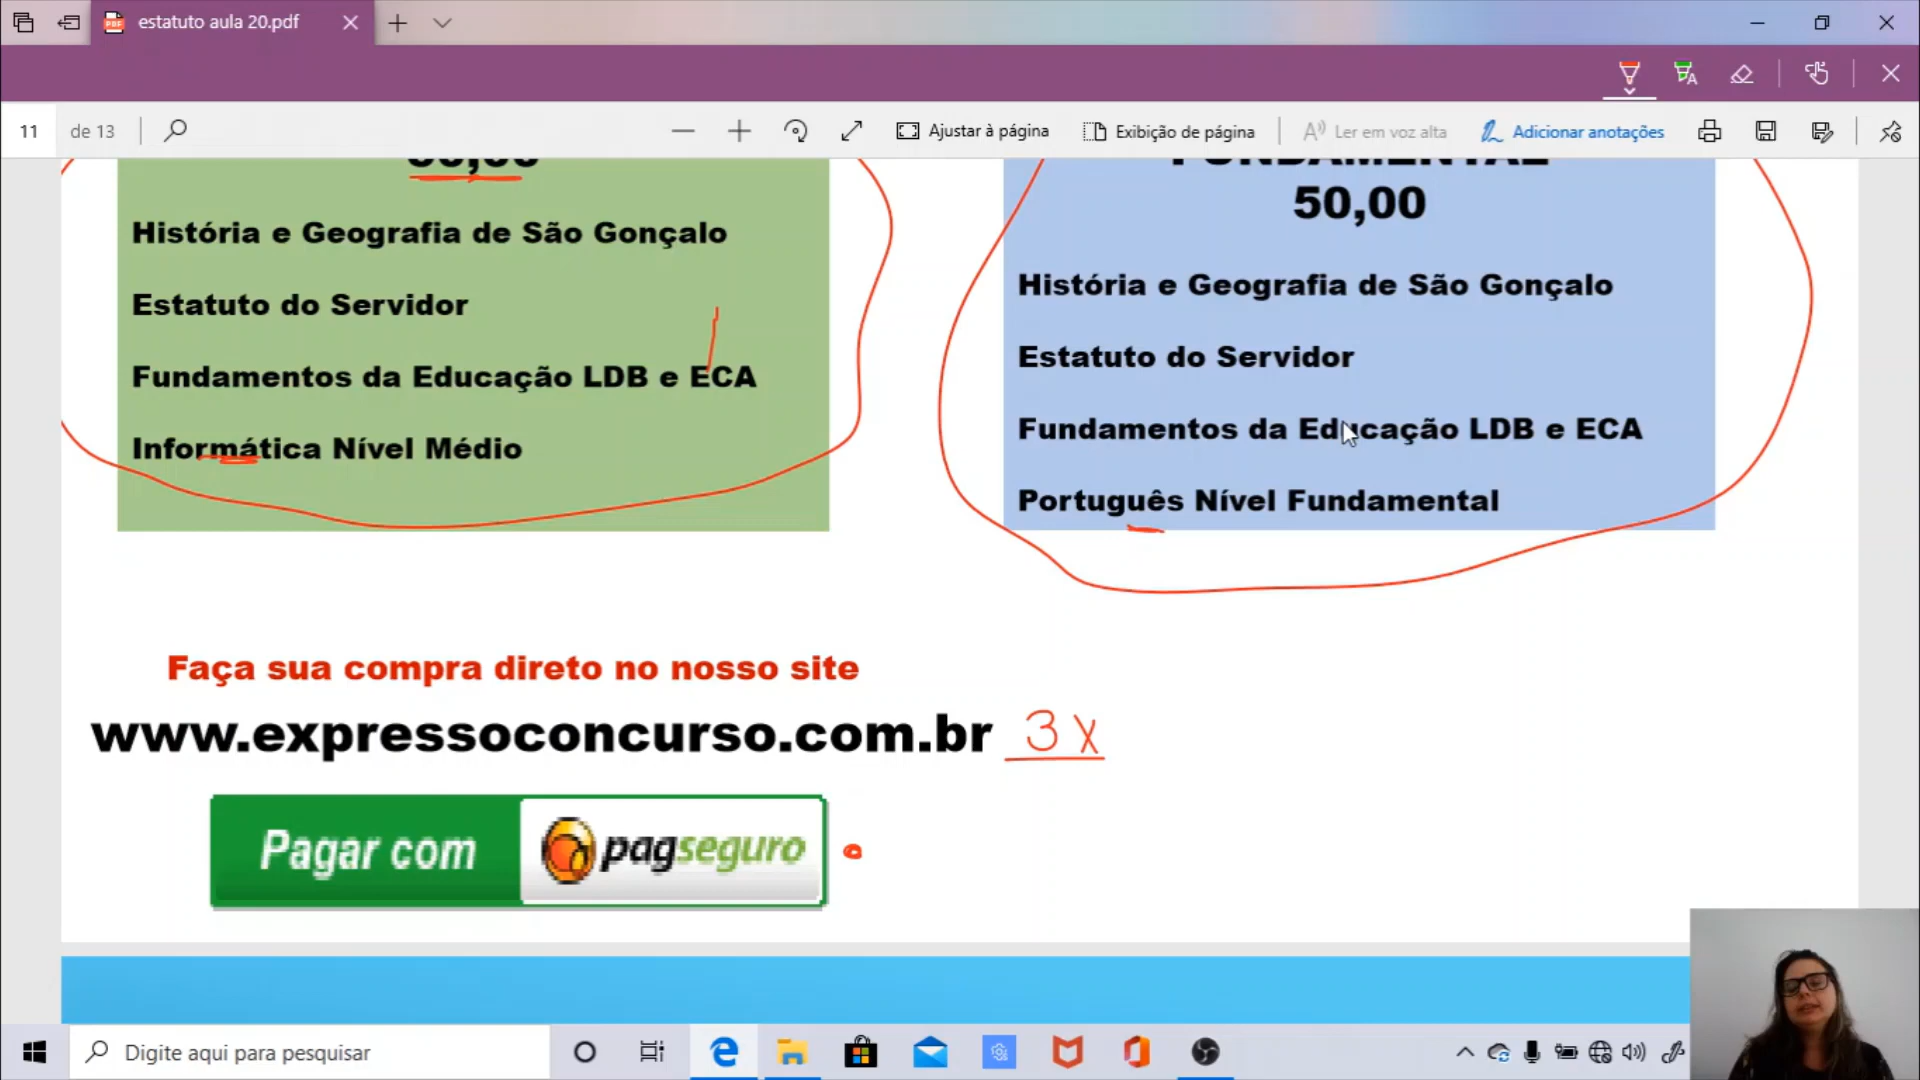 estatuto aula 20.pdf
11 de 13
Ajustar à página
Exibição de página
Ler em voz alta
Adicionar anotações
História e Geografia de São Gonçalo
Estatuto do Servidor
Fundamentos da Educação LDB e ECA
Informática Nível Médio
FUNDAMENTAL
50,00
História e Geografia de São Gonçalo
Estatuto do Servidor
Fundamentos da Educação LDB e ECA
Português Nível Fundamental
Faça sua compra direto no nosso site
www.expressoconcurso.com.br 3 x
Pagar com pagseguro
Digite aqui para pesquisar